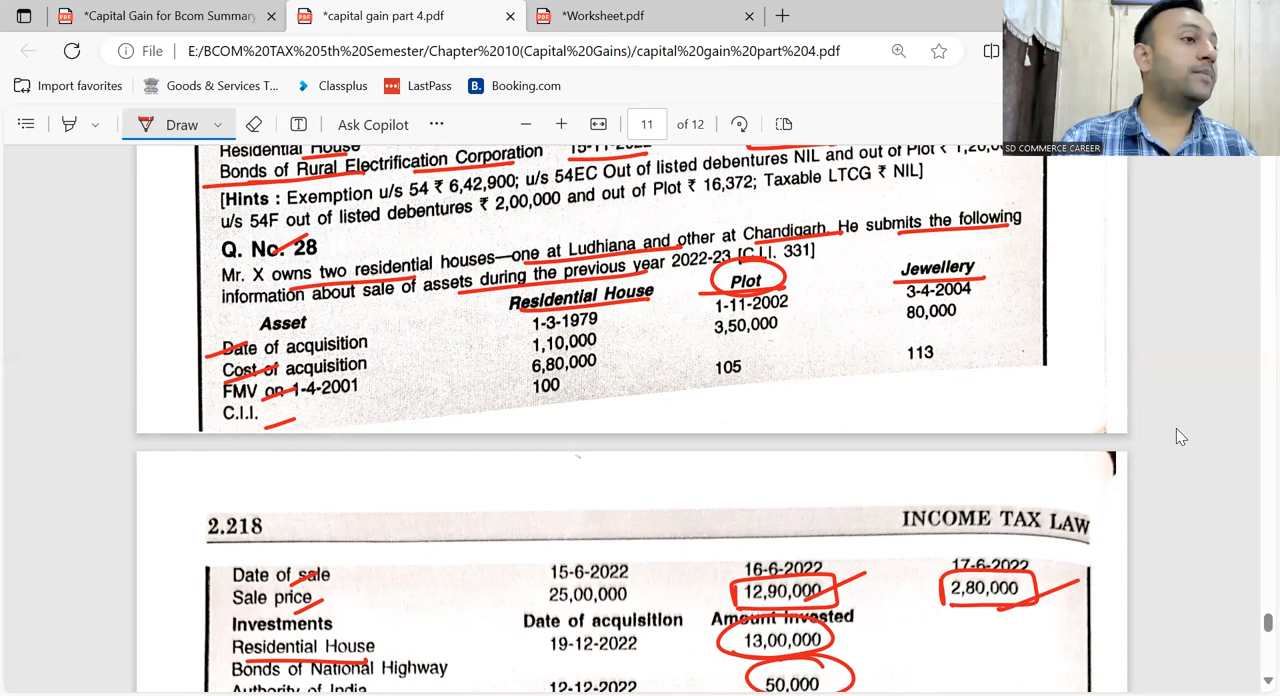 *Capital Gain for Bcom Summary
*capital gain part 4.pdf
*Worksheet.pdf
File
E:/BCOM%20TAX%205th%20Semester/Chapter%2010(Capital%20Gains)/capital%20gain%20part%204.pdf
Import favorites
Goods & Services T...
Classplus
LastPass
B. Booking.com
Draw
Ask Copilot
11 of 12
SD COMMERCE CAREER
Residential House
Bonds of Rural Electrification Corporation
[Hints : Exemption u/s 54 ₹ 6,42,900; u/s 54EC Out of listed debentures NIL and out of Plot ₹
u/s 54F out of listed debentures ₹ 2,00,000 and out of Plot ₹ 16,372; Taxable LTCG ₹ NIL]
Q. No. 28
Mr. X owns two residential houses—one at Ludhiana and other at Chandigarh. He submits the following
information about sale of assets during the previous year 2022-23 [C.I.I. 331]
Asset Residential House Plot Jewellery
Date of acquisition 1-3-1979 1-11-2002 3-4-2004
Cost of acquisition 1,10,000 3,50,000 80,000
FMV on 1-4-2001 6,80,000
C.I.I. 100 105 113
2.218 INCOME TAX LAW
Date of sale 15-6-2022 16-6-2022 17-6-2022
Sale price 25,00,000 12,90,000 2,80,000
Investments Date of acquisition Amount Invested
Residential House 19-12-2022 13,00,000
Bonds of National Highway
Authority of India 12-12-2022 50,000